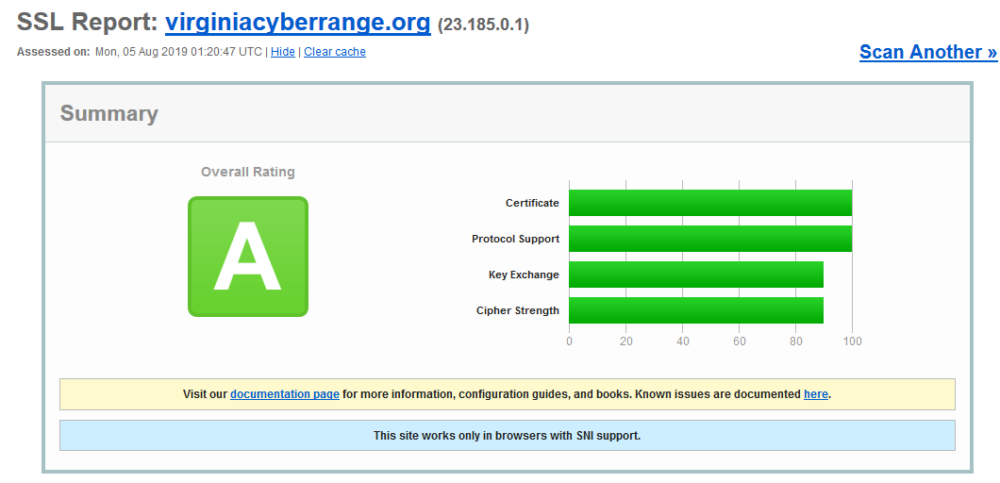 SSL Report: virginiacyberrange.org (23.185.0.1)
Assessed on: Mon, 05 Aug 2019 01:20:47 UTC | Hide | Clear cache
Scan Another »
Summary
Overall Rating
A
Certificate
Protocol Support
Key Exchange
Cipher Strength
0 20 40 60 80 100
Visit our documentation page for more information, configuration guides, and books. Known issues are documented here.
This site works only in browsers with SNI support.